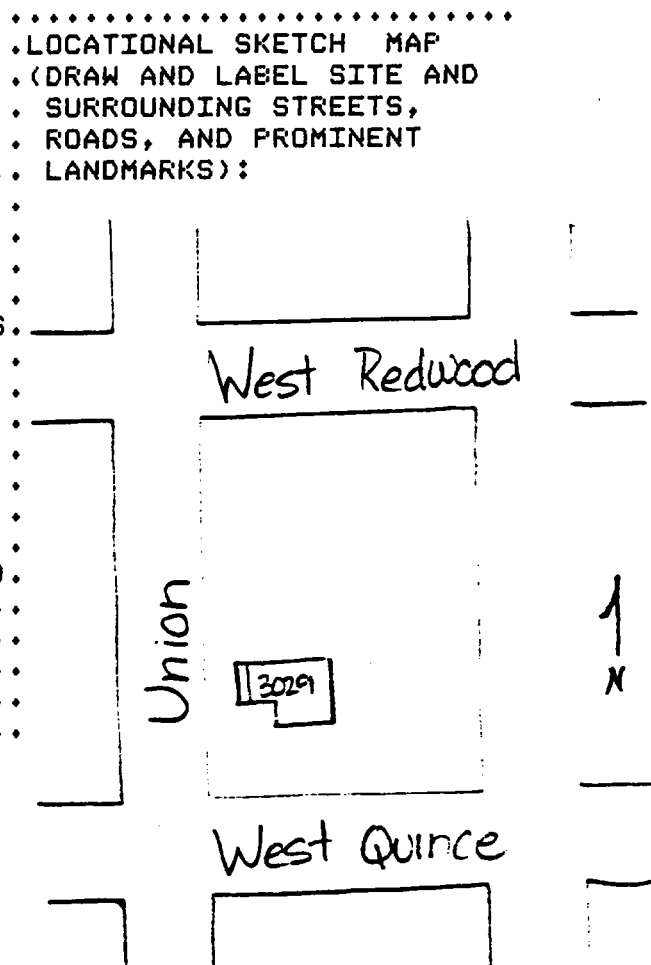 LOCATIONAL SKETCH MAP
(DRAW AND LABEL SITE AND
SURROUNDING STREETS,
ROADS, AND PROMINENT
LANDMARKS):
West Redwood
Union
3029
N
West Quince